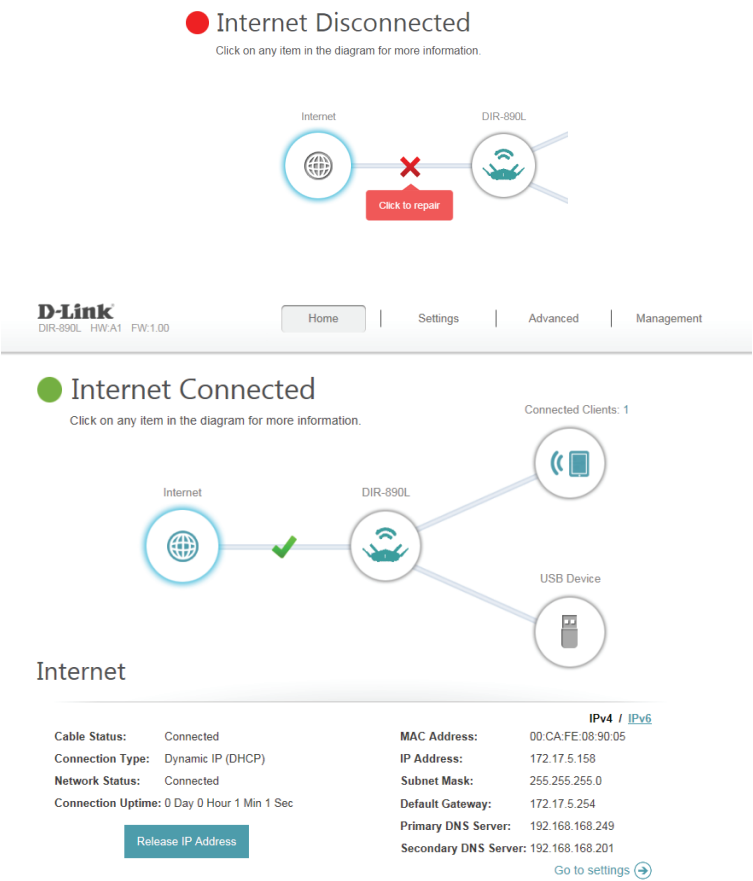 Internet Disconnected
Click on any item in the diagram for more information.
Internet
DIR-890L
Click to repair
D-Link
DIR-890L HW:A1 FW:1.00
Home
Settings
Advanced
Management
Internet Connected
Click on any item in the diagram for more information.
Connected Clients: 1
Internet
DIR-890L
USB Device
Internet
IPv4 / IPv6
Cable Status: Connected
MAC Address: 00:CA:FE:08:90:05
Connection Type: Dynamic IP (DHCP)
IP Address: 172.17.5.158
Network Status: Connected
Subnet Mask: 255.255.255.0
Connection Uptime: 0 Day 0 Hour 1 Min 1 Sec
Default Gateway: 172.17.5.254
Primary DNS Server: 192.168.168.249
Release IP Address
Secondary DNS Server: 192.168.168.201
Go to settings